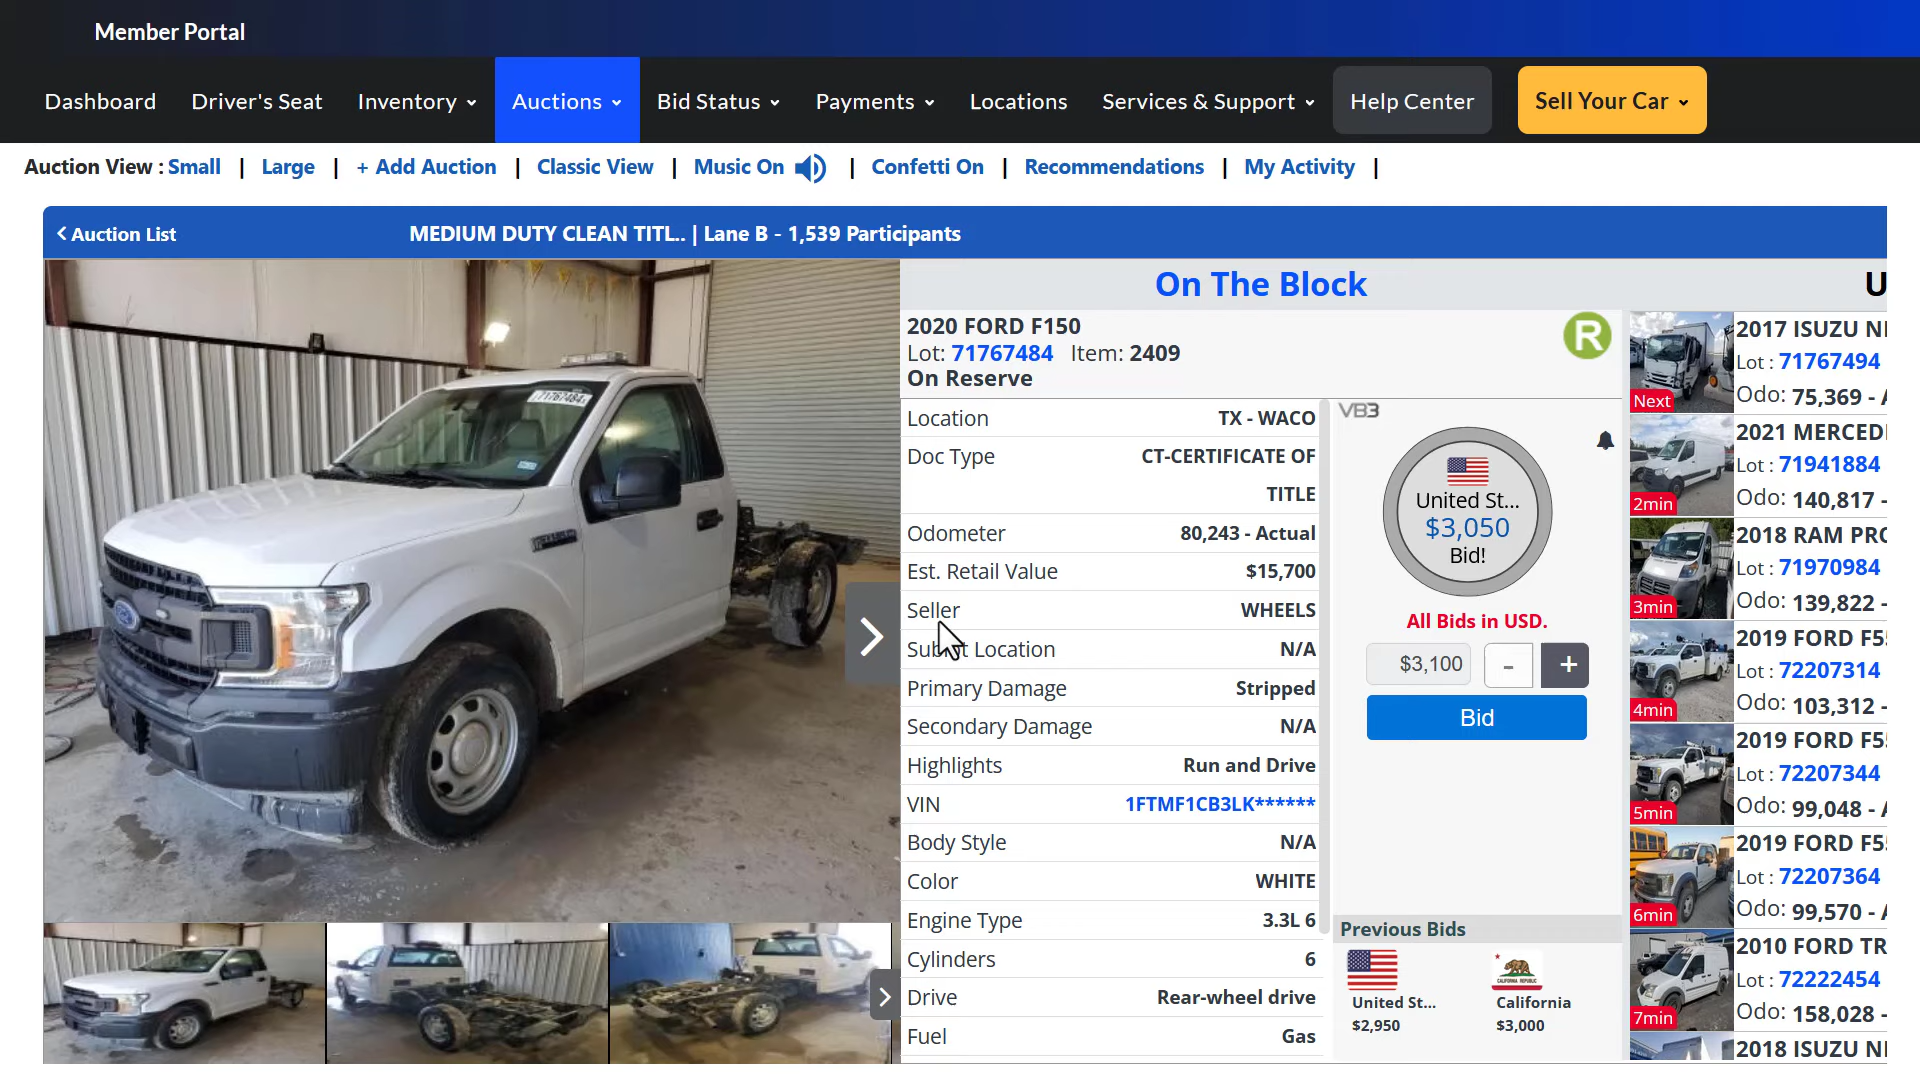 Member Portal
Dashboard Driver's Seat Inventory Auctions Bid Status Payments Locations Services & Support Help Center Sell Your Car
Auction View : Small | Large | + Add Auction | Classic View | Music On | Confetti On | Recommendations | My Activity |
Auction List
MEDIUM DUTY CLEAN TITL.. | Lane B - 1,539 Participants
71767484
On The Block
2020 FORD F150
Lot: 71767484 Item: 2409
On Reserve
R
Location TX - WACO
Doc Type CT-CERTIFICATE OF
TITLE
Odometer 80,243 - Actual
Est. Retail Value $15,700
Seller WHEELS
Location N/A
Primary Damage Stripped
Secondary Damage N/A
Highlights Run and Drive
VIN 1FTMF1CB3LK******
Body Style N/A
Color WHITE
Engine Type 3.3L 6
Cylinders 6
Drive Rear-wheel drive
Fuel Gas
VB3
United St...
$3,050
Bid!
All Bids in USD.
$3,100 - +
Bid
Previous Bids
United St...
$2,950
California
$3,000
U
2017 ISUZU N
Lot : 71767494
Odo: 75,369 -
Next
2021 MERCED
Lot : 71941884
Odo: 140,817 -
2min
2018 RAM PRO
Lot : 71970984
Odo: 139,822 -
3min
2019 FORD F5
Lot : 72207314
Odo: 103,312 -
4min
2019 FORD F5
Lot : 72207344
Odo: 99,048 -
5min
2019 FORD F5
Lot : 72207364
Odo: 99,570 -
6min
2010 FORD TR
Lot : 72222454
Odo: 158,028 -
7min
2018 ISUZU N